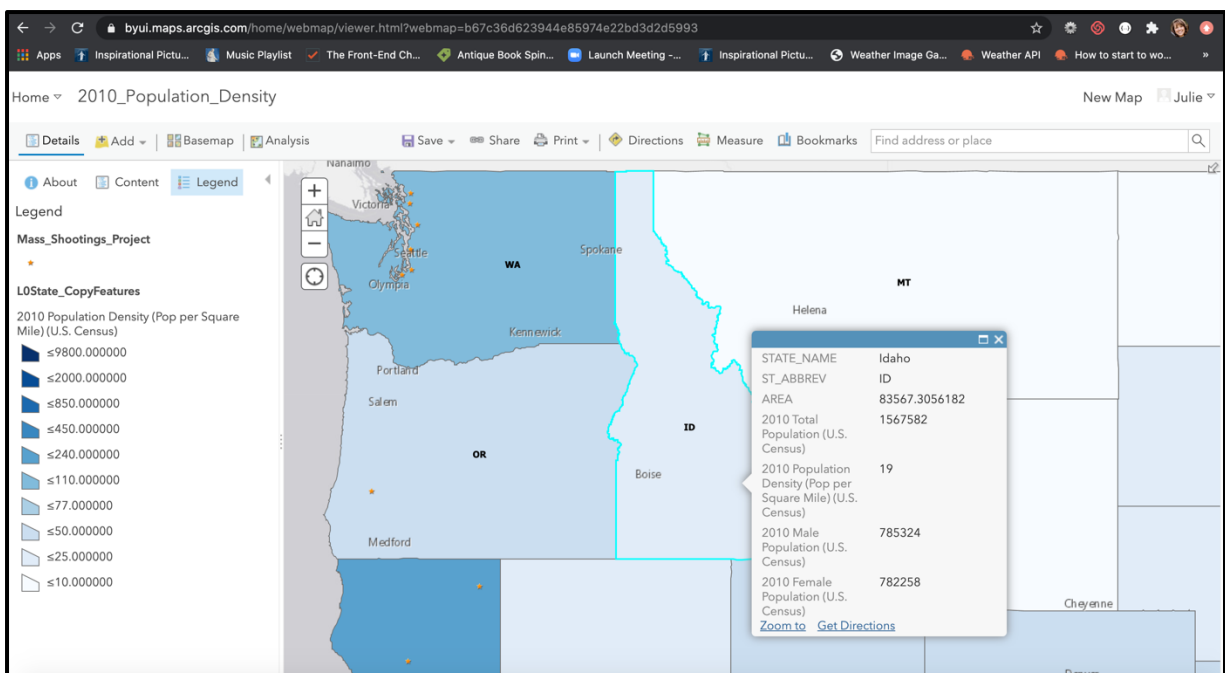 byui.maps.arcgis.com/home/webmap/viewer.html?webmap=b67c36d623944e85974e22bd3d2d5993
Apps Inspirational Pictu... Music Playlist The Front-End Ch... Antique Book Spin... Launch Meeting -... Inspirational Pictu... Weather Image Ga... Weather API How to start to wo... »
Home 2010_Population_Density New Map Julie
Details Add Basemap Analysis Save Share Print Directions Measure Bookmarks Find address or place
About Content Legend
Legend
Mass_Shootings_Project
L0State_CopyFeatures
2010 Population Density (Pop per Square
Mile) (U.S. Census)
≤9800.000000
≤2000.000000
≤850.000000
≤450.000000
≤240.000000
≤110.000000
≤77.000000
≤50.000000
≤25.000000
≤10.000000
Nanaimo
Victoria
Seattle
Spokane
WA
Olympia
MT
Helena
Kennewick
Portland
Salem
ID
OR
Boise
Medford
Cheyenne
STATE_NAME Idaho
ST_ABBREV ID
AREA 83567.3056182
2010 Total 1567582
Population (U.S.
Census)
2010 Population 19
Density (Pop per
Square Mile) (U.S.
Census)
2010 Male 785324
Population (U.S.
Census)
2010 Female 782258
Population (U.S.
Census)
Zoom to Get Directions